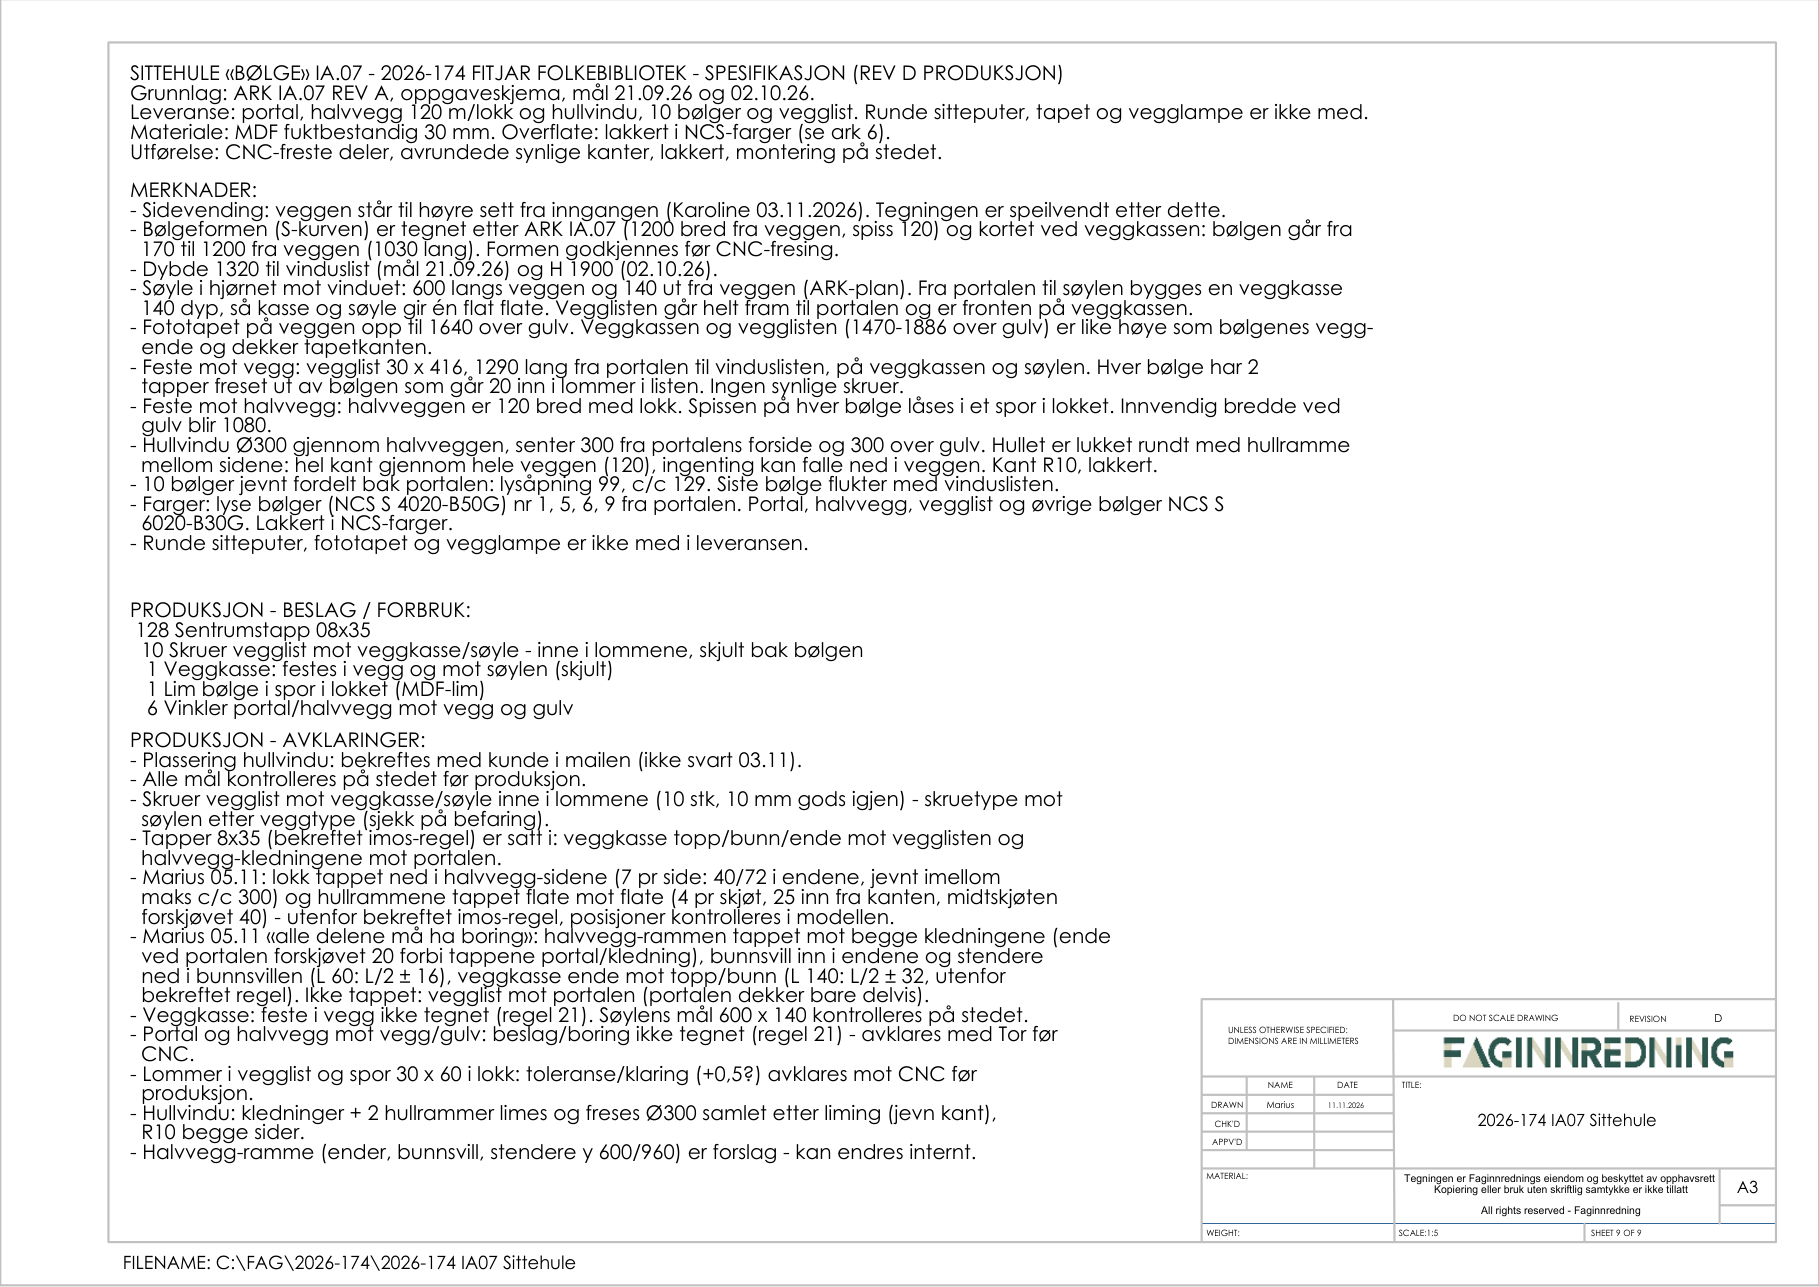 SITTEHULE «BØLGE» IA.07 - 2026-174 FITJAR FOLKEBIBLIOTEK - SPESIFIKASJON (REV D PRODUKSJON)
Grunnlag: ARK IA.07 REV A, oppgaveskjema, mål 21.09.26 og 02.10.26.
Leveranse: portal, halvvegg 120 m/lokk og hullvindu, 10 bølger og vegglist. Runde sitteputer, tapet og vegglampe er ikke med.
Materiale: MDF fuktbestandig 30 mm. Overflate: lakkert i NCS-farger (se ark 6).
Utførelse: CNC-freste deler, avrundede synlige kanter, lakkert, montering på stedet.
MERKNADER:
- Sidevending: veggen står til høyre sett fra inngangen (Karoline 03.11.2026). Tegningen er speilvendt etter dette.
- Bølgeformen (S-kurven) er tegnet etter ARK IA.07 (1200 bred fra veggen, spiss 120) og kortet ved veggkassen: bølgen går fra
170 til 1200 fra veggen (1030 lang). Formen godkjennes før CNC-fresing.
- Dybde 1320 til vinduslist (mål 21.09.26) og H 1900 (02.10.26).
- Søyle i hjørnet mot vinduet: 600 langs veggen og 140 ut fra veggen (ARK-plan). Fra portalen til søylen bygges en veggkasse
140 dyp, så kasse og søyle gir én flat flate. Vegglisten går helt fram til portalen og er fronten på veggkassen.
- Fototapet på veggen opp til 1640 over gulv. Veggkassen og vegglisten (1470-1886 over gulv) er like høye som bølgenes vegg-
ende og dekker tapetkanten.
- Feste mot vegg: vegglist 30 x 416, 1290 lang fra portalen til vinduslisten, på veggkassen og søylen. Hver bølge har 2
tapper freset ut av bølgen som går 20 inn i lommer i listen. Ingen synlige skruer.
- Feste mot halvvegg: halvveggen er 120 bred med lokk. Spissen på hver bølge låses i et spor i lokket. Innvendig bredde ved
gulv blir 1080.
- Hullvindu Ø300 gjennom halvveggen, senter 300 fra portalens forside og 300 over gulv. Hullet er lukket rundt med hullramme
mellom sidene: hel kant gjennom hele veggen (120), ingenting kan falle ned i veggen. Kant R10, lakkert.
- 10 bølger jevnt fordelt bak portalen: lysåpning 99, c/c 129. Siste bølge flukter med vinduslisten.
- Farger: lyse bølger (NCS S 4020-B50G) nr 1, 5, 6, 9 fra portalen. Portal, halvvegg, vegglist og øvrige bølger NCS S
6020-B30G. Lakkert i NCS-farger.
- Runde sitteputer, fototapet og vegglampe er ikke med i leveransen.
PRODUKSJON - BESLAG / FORBRUK:
128 Sentrumstapp 08x35
10 Skruer vegglist mot veggkasse/søyle - inne i lommene, skjult bak bølgen
1 Veggkasse: festes i vegg og mot søylen (skjult)
1 Lim bølge i spor i lokket (MDF-lim)
6 Vinkler portal/halvvegg mot vegg og gulv
PRODUKSJON - AVKLARINGER:
- Plassering hullvindu: bekreftes med kunde i mailen (ikke svart 03.11).
- Alle mål kontrolleres på stedet før produksjon.
- Skruer vegglist mot veggkasse/søyle inne i lommene (10 stk, 10 mm gods igjen) - skruetype mot
søylen etter veggtype (sjekk på befaring).
- Tapper 8x35 (bekreftet imos-regel) er satt i: veggkasse topp/bunn/ende mot vegglisten og
halvvegg-kledningene mot portalen.
- Marius 05.11: lokk tappet ned i halvvegg-sidene (7 pr side: 40/72 i endene, jevnt imellom
maks c/c 300) og hullrammene tappet flate mot flate (4 pr skjøt, 25 inn fra kanten, midtskjøten
forskjøvet 40) - utenfor bekreftet imos-regel, posisjoner kontrolleres i modellen.
- Marius 05.11 «alle delene må ha boring»: halvvegg-rammen tappet mot begge kledningene (ende
ved portalen forskjøvet 20 forbi tappene portal/kledning), bunnsvill inn i endene og stendere
ned i bunnsvillen (L 60: L/2 ± 16), veggkasse ende mot topp/bunn (L 140: L/2 ± 32, utenfor
bekreftet regel). Ikke tappet: vegglist mot portalen (portalen dekker bare delvis).
- Veggkasse: feste i vegg ikke tegnet (regel 21). Søylens mål 600 x 140 kontrolleres på stedet.
- Portal og halvvegg mot vegg/gulv: beslag/boring ikke tegnet (regel 21) - avklares med Tor før
CNC.
- Lommer i vegglist og spor 30 x 60 i lokk: toleranse/klaring (+0,5?) avklares mot CNC før
produksjon.
- Hullvindu: kledninger + 2 hullrammer limes og freses Ø300 samlet etter liming (jevn kant),
R10 begge sider.
- Halvvegg-ramme (ender, bunnsvill, stendere y 600/960) er forslag - kan endres internt.
UNLESS OTHERWISE SPECIFIED:
DIMENSIONS ARE IN MILLIMETERS
DO NOT SCALE DRAWING
REVISION D
FAGINNREDNING
NAME DATE
DRAWN Marius 11.11.2026
CHK'D
APPV'D
TITLE:
2026-174 IA07 Sittehule
MATERIAL:
Tegningen er Faginnrednings eiendom og beskyttet av opphavsrett
Kopiering eller bruk uten skriftlig samtykke er ikke tillatt
All rights reserved - Faginnredning
A3
WEIGHT:
SCALE:1:5
SHEET 9 OF 9
FILENAME: C:\FAG\2026-174\2026-174 IA07 Sittehule